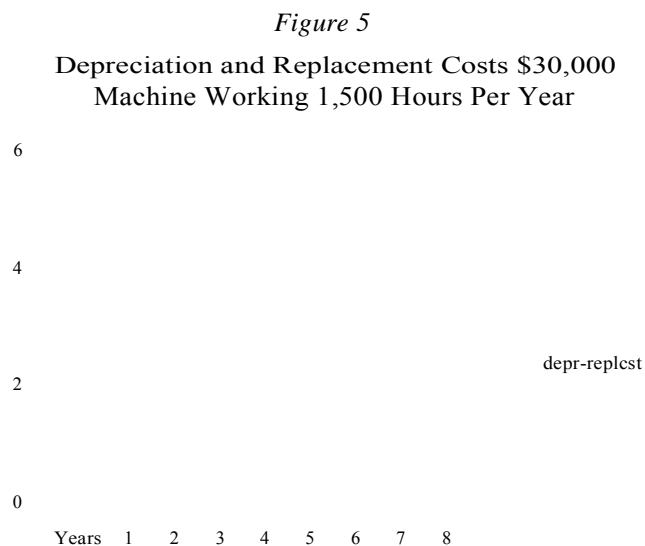 Figure 5
Depreciation and Replacement Costs $30,000
Machine Working 1,500 Hours Per Year
6
4
depr-replcst
2
0
Years 1 2 3 4 5 6 7 8